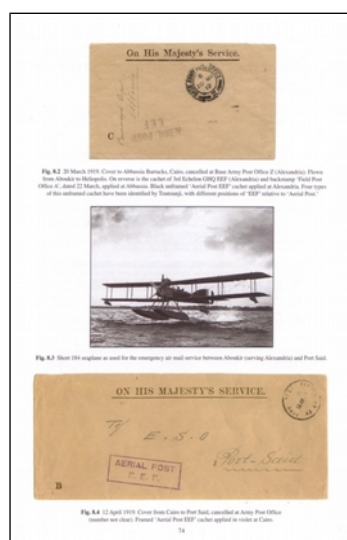 On His Majesty's Service.
C
AERIAL POST
E.E.F.
Fig. 8.2 20 March 1919. Cover to Abbassia Barracks, Cairo, cancelled at Base Army Post Office Z (Alexandria). Flown
from Aboukir to Heliopolis. On reverse is the cachet of 3rd Echelon GHQ EEF (Alexandria) and backstamp 'Field Post
Office 4', dated 22 March, applied at Abbassia. Black unframed 'Aerial Post EEF' cachet applied at Alexandria. Four types
of this unframed cachet have been identified by , with different positions of 'EEF' relative to 'Aerial Post.'
Fig. 8.3 Short 184 seaplane as used for the emergency air mail service between Aboukir (serving Alexandria) and Port Said.
ON HIS MAJESTY'S SERVICE.
E.S.O
Port-Said
AERIAL POST
E.E.F.
B
Fig. 8.4 12 April 1919. Cover from Cairo to Port Said, cancelled at Army Post Office
(number not clear). Framed 'Aerial Post EEF' cachet applied in violet at Cairo.
74